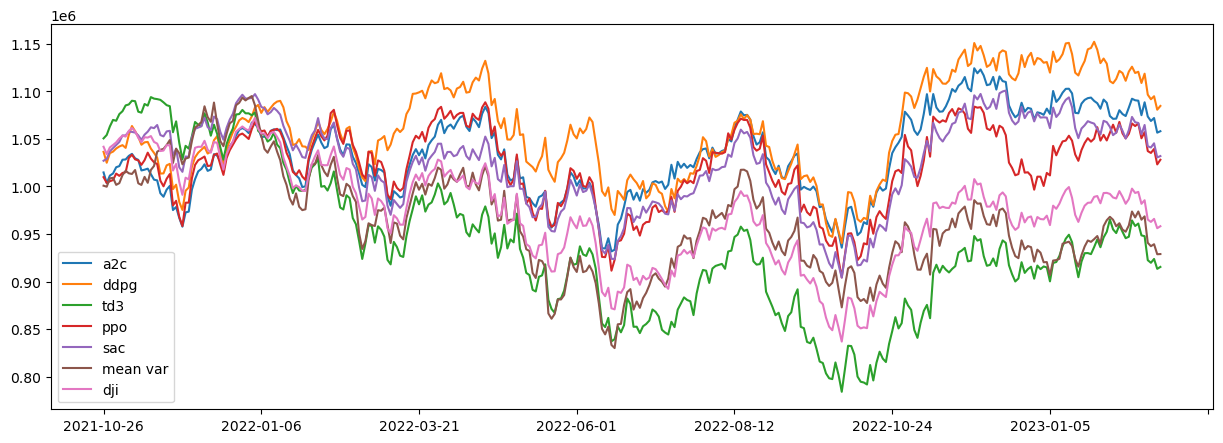 1e6
1.15
1.10
1.05
1.00
0.95
0.90
0.85
0.80
a2c
ddpg
td3
ppo
sac
mean var
dji
2021-10-26
2022-01-06
2022-03-21
2022-06-01
2022-08-12
2022-10-24
2023-01-05